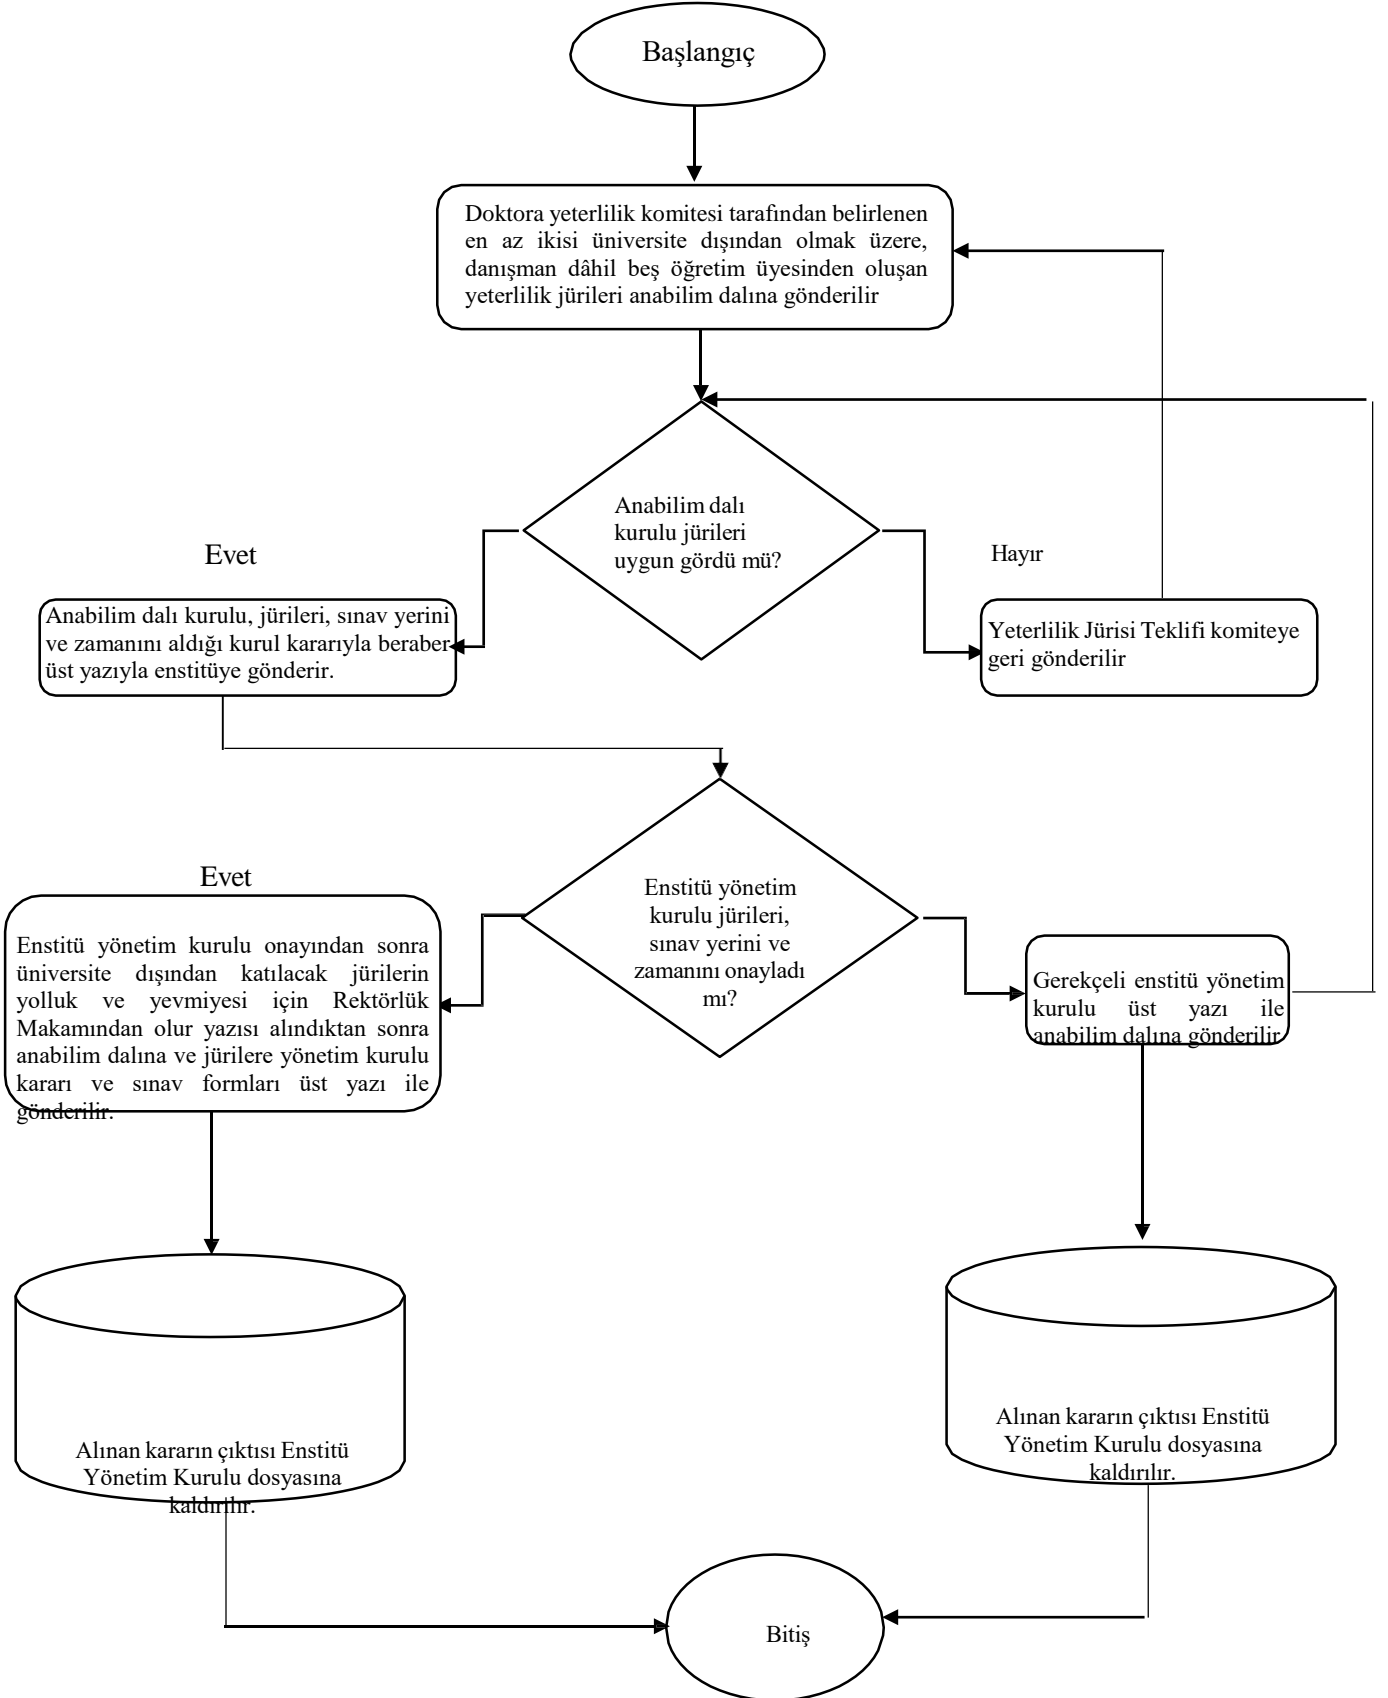 Başlangıç
Doktora yeterlilik komitesi tarafından belirlenen
en az ikisi üniversite dışından olmak üzere,
danışman dâhil beş öğretim üyesinden oluşan
yeterlilik jürileri anabilim dalına gönderilir
Anabilim dalı
kurulu jürileri
uygun gördü mü?
Evet
Hayır
Anabilim dalı kurulu, jürileri, sınav yerini
ve zamanını aldığı kurul kararıyla beraber
üst yazıyla enstitüye gönderir.
Yeterlilik Jürisi Teklifi komiteye
geri gönderilir
Enstitü yönetim
kurulu jürileri,
sınav yerini ve
zamanını onayladı
mı?
Evet
Enstitü yönetim kurulu onayından sonra
üniversite dışından katılacak jürilerin
yolluk ve yevmiyesi için Rektörlük
Makamından olur yazısı alındıktan sonra
anabilim dalına ve jürilere yönetim kurulu
kararı ve sınav formları üst yazı ile
gönderilir.
Gerekçeli enstitü yönetim
kurulu üst yazı ile
anabilim dalına gönderilir
Alınan kararın çıktısı Enstitü
Yönetim Kurulu dosyasına
kaldırılır.
Alınan kararın çıktısı Enstitü
Yönetim Kurulu dosyasına
kaldırılır.
Bitiş